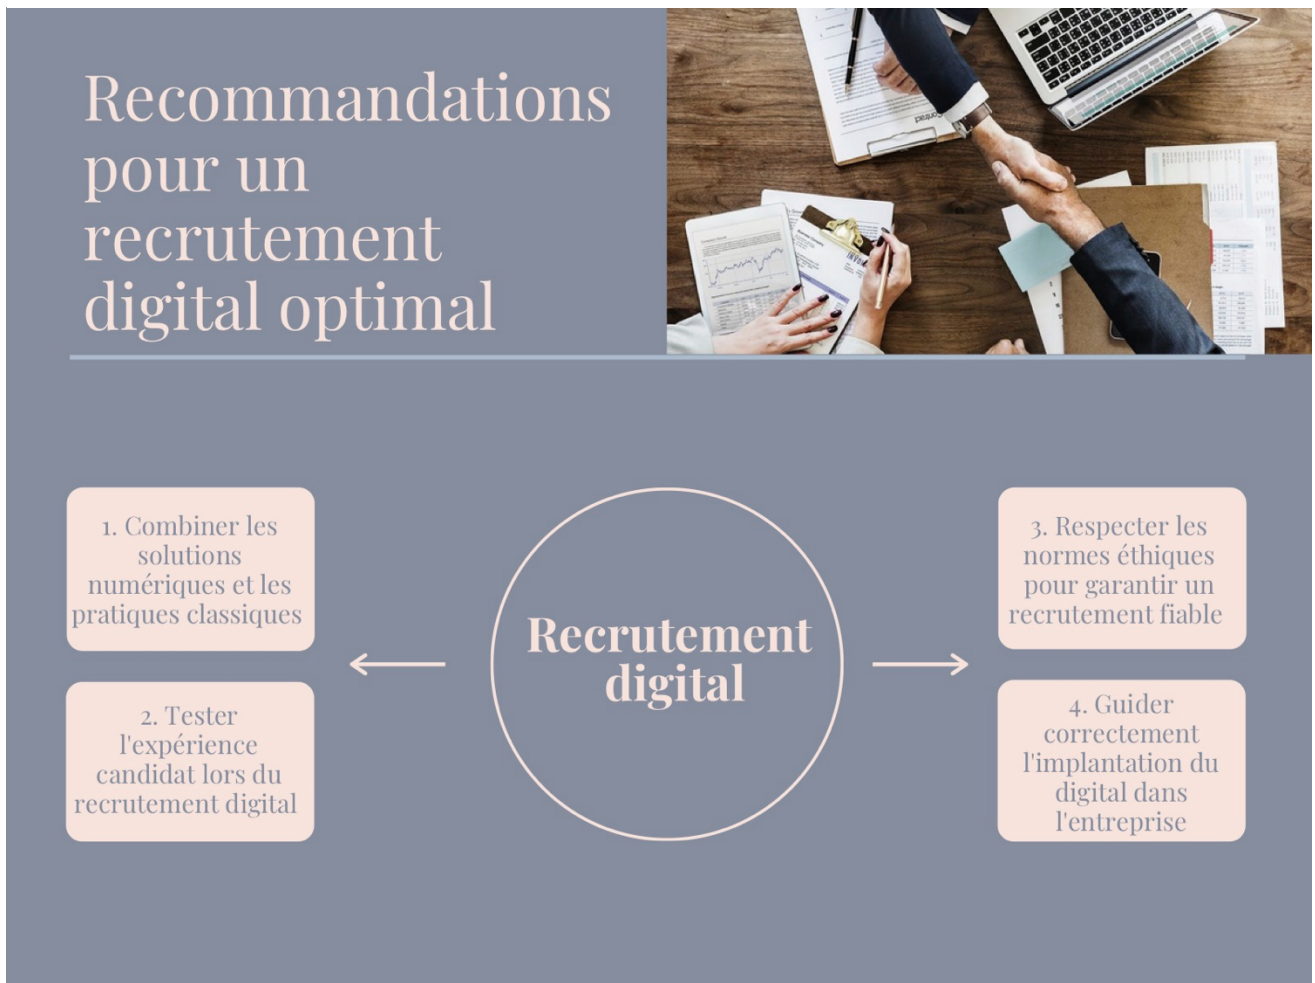 Recommandations
pour un
recrutement
digital optimal
Contract
1. Combiner les
solutions
numériques et les
pratiques classiques
2. Tester
l'expérience
candidat lors du
recrutement digital
Recrutement
digital
3. Respecter les
normes éthiques
pour garantir un
recrutement fiable
4. Guider
correctement
l'implantation du
digital dans
l'entreprise